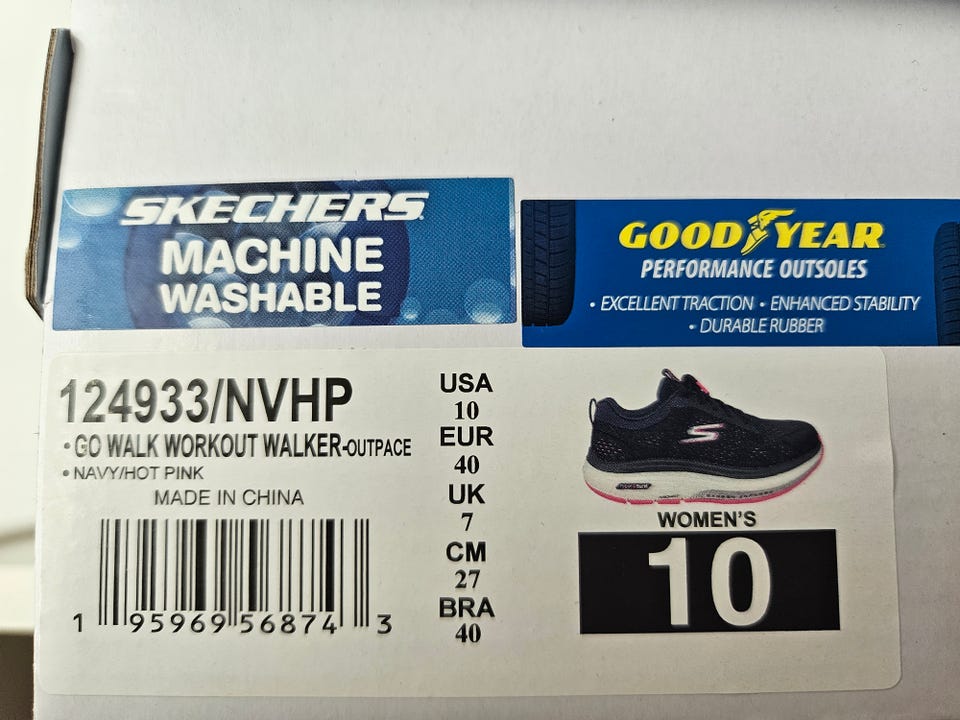 SKECHERS
MACHINE
WASHABLE
GOOD YEAR
PERFORMANCE OUTSOLES
• EXCELLENT TRACTION • ENHANCED STABILITY
• DURABLE RUBBER
124933/NVHP
• GO WALK WORKOUT WALKER-OUTPACE
• NAVY/HOT PINK
MADE IN CHINA
1 95969 56874 3
USA
10
EUR
40
UK
7
CM
27
BRA
40
WOMEN'S
10